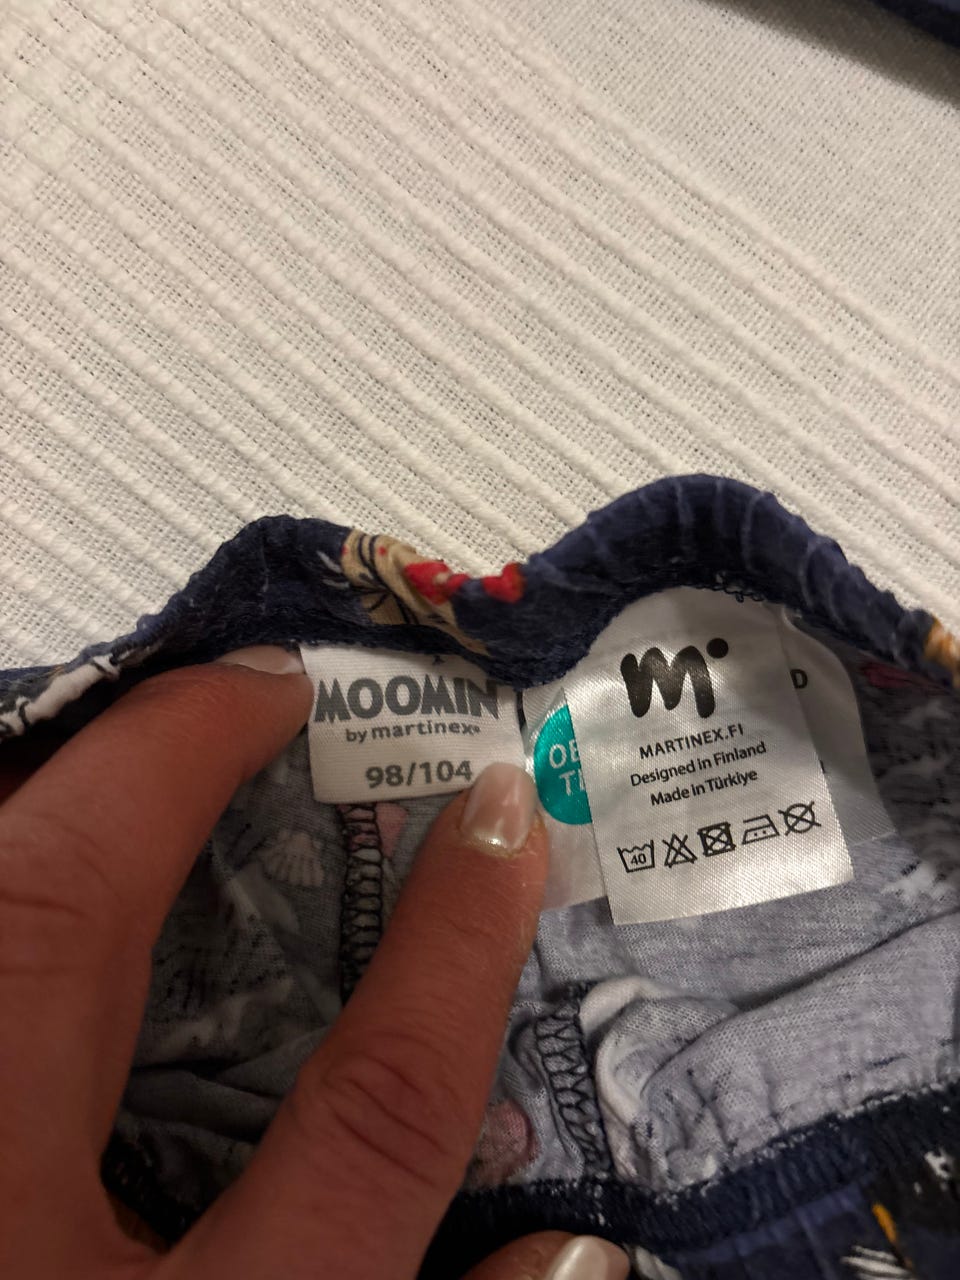 MOOMIN
by martinex®
98/104
m
MARTINEX.FI
Designed in Finland
Made in Türkiye
40